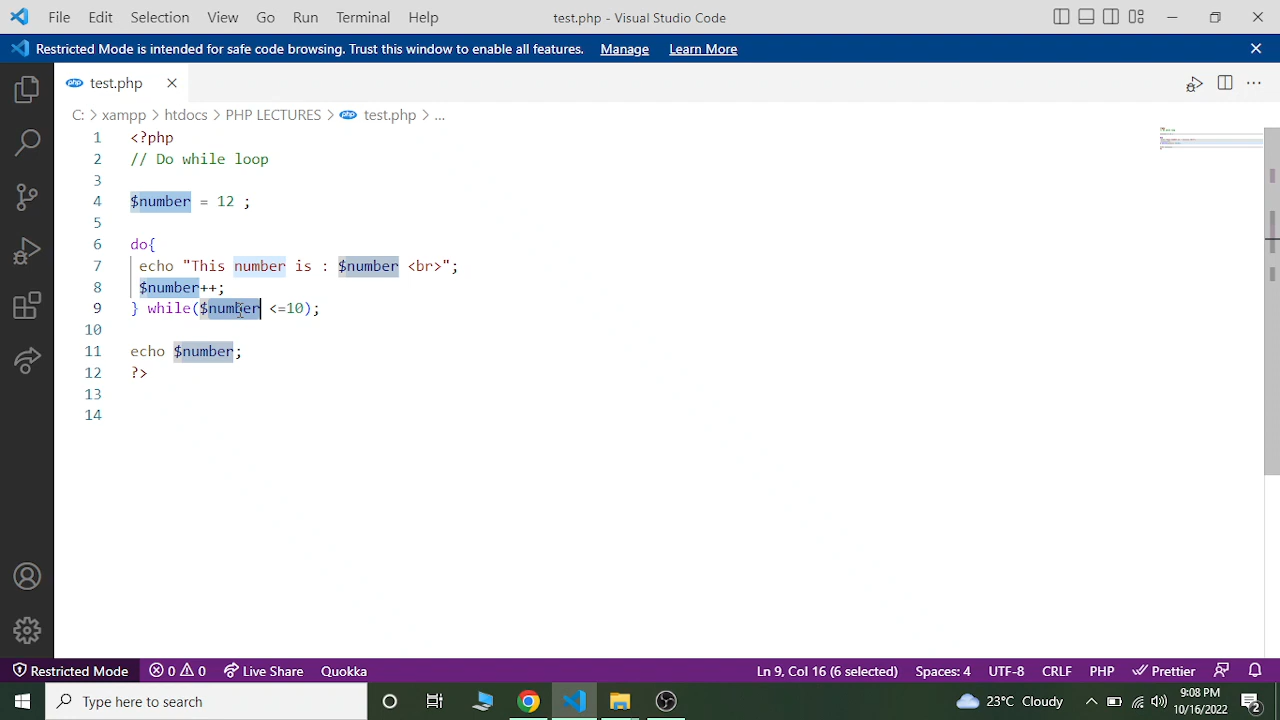 File Edit Selection View Go Run Terminal Help test.php - Visual Studio Code
Restricted Mode is intended for safe code browsing. Trust this window to enable all features. Manage Learn More
php test.php
C: > xampp > htdocs > PHP LECTURES > php test.php > ...
1 <?php
2 // Do while loop
3
4 $number = 12 ;
5
6 do{
7 echo "This number is : $number <br>";
8 $number++;
9 } while($number <=10);
10
11 echo $number;
12 ?>
13
14
Restricted Mode 0 0 Live Share Quokka Ln 9, Col 16 (6 selected) Spaces: 4 UTF-8 CRLF PHP Prettier
Type here to search 23°C Cloudy 9:08 PM
10/16/2022 2